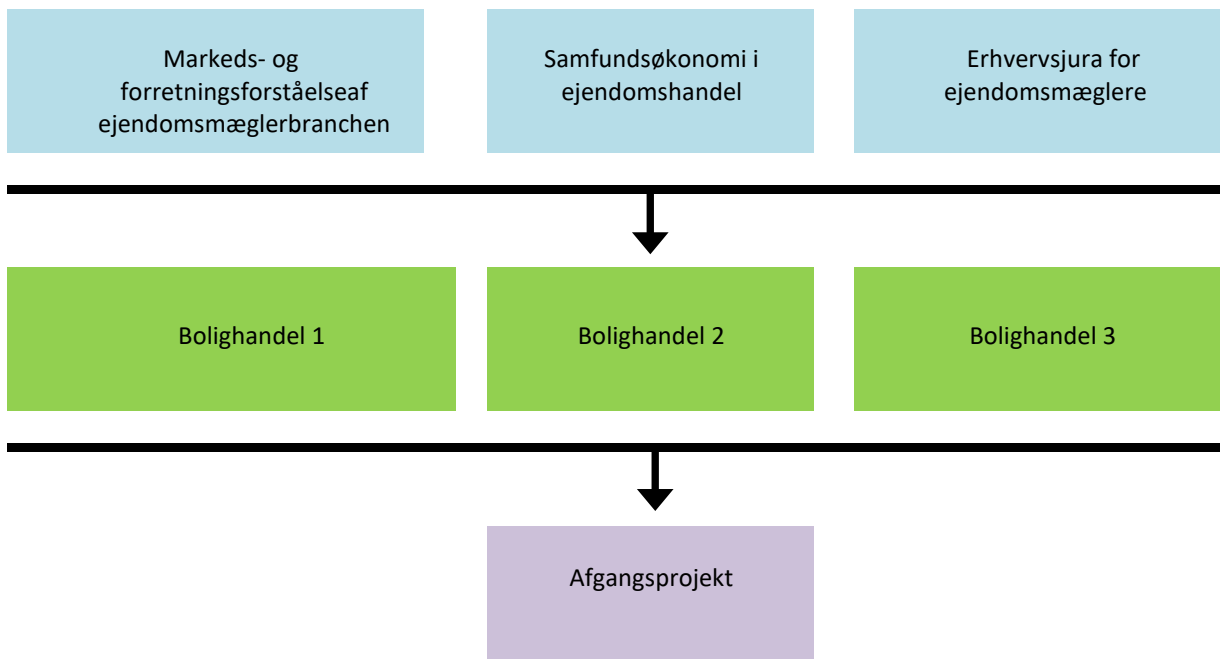 Markeds- og
forretningsforståelseaf
ejendomsmæglerbranchen
Samfundsøkonomi i
ejendomshandel
Erhvervsjura for
ejendomsmæglere
Bolighandel 1
Bolighandel 2
Bolighandel 3
Afgangsprojekt